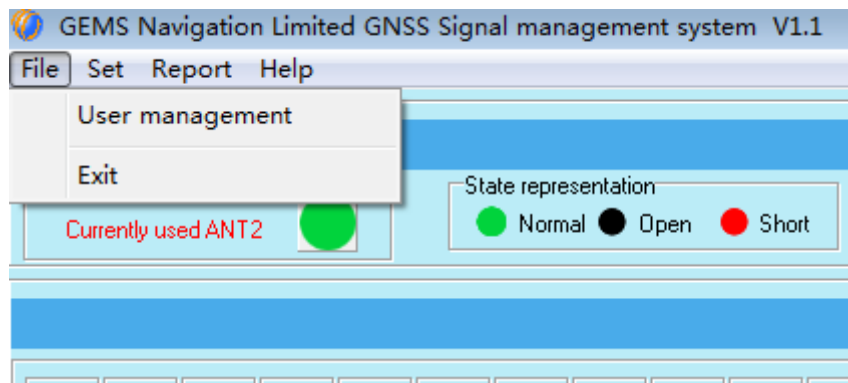 GEMS Navigation Limited GNSS Signal management system V1.1
File Set Report Help
User management
Exit
State representation
Currently used ANT2
Normal Open Short